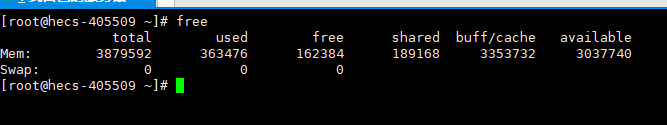 [root@hecs-405509 ~]# free
total used free shared buff/cache available
Mem: 3879592 363476 162384 189168 3353732 3037740
Swap: 0 0 0
[root@hecs-405509 ~]#